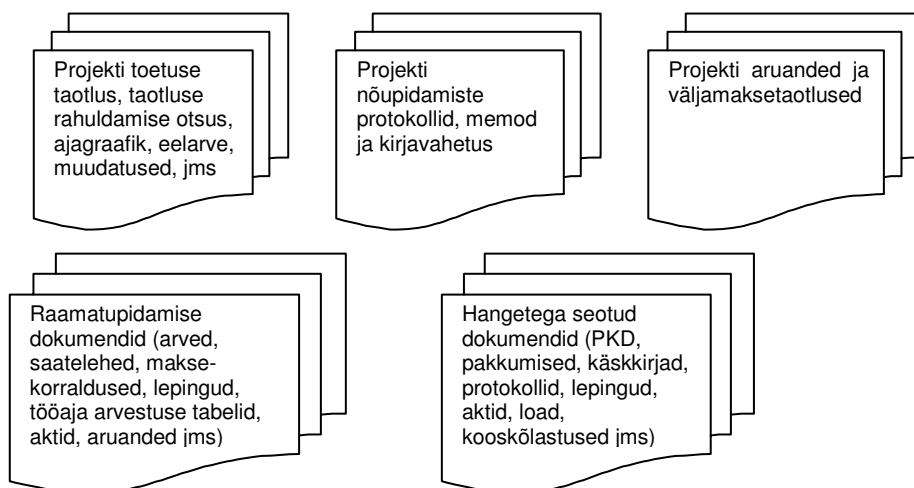 Projekti toetuse
taotlus, taotluse
rahuldamise otsus,
ajagraafik, eelarve,
muudatused, jms
Projekti
nõupidamiste
protokollid, memod
ja kirjavahetus
Projekti aruanded ja
väljamaksetaotlused
Raamatupidamise
dokumendid (arved,
saatelehed, makse-
korraldused, lepingud,
tööaja arvestuse tabelid,
aktid, aruanded jms)
Hangetega seotud
dokumendid (PKD,
pakkumised, käskkirjad,
protokollid, lepingud,
aktid, load,
kooskõlastused jms)